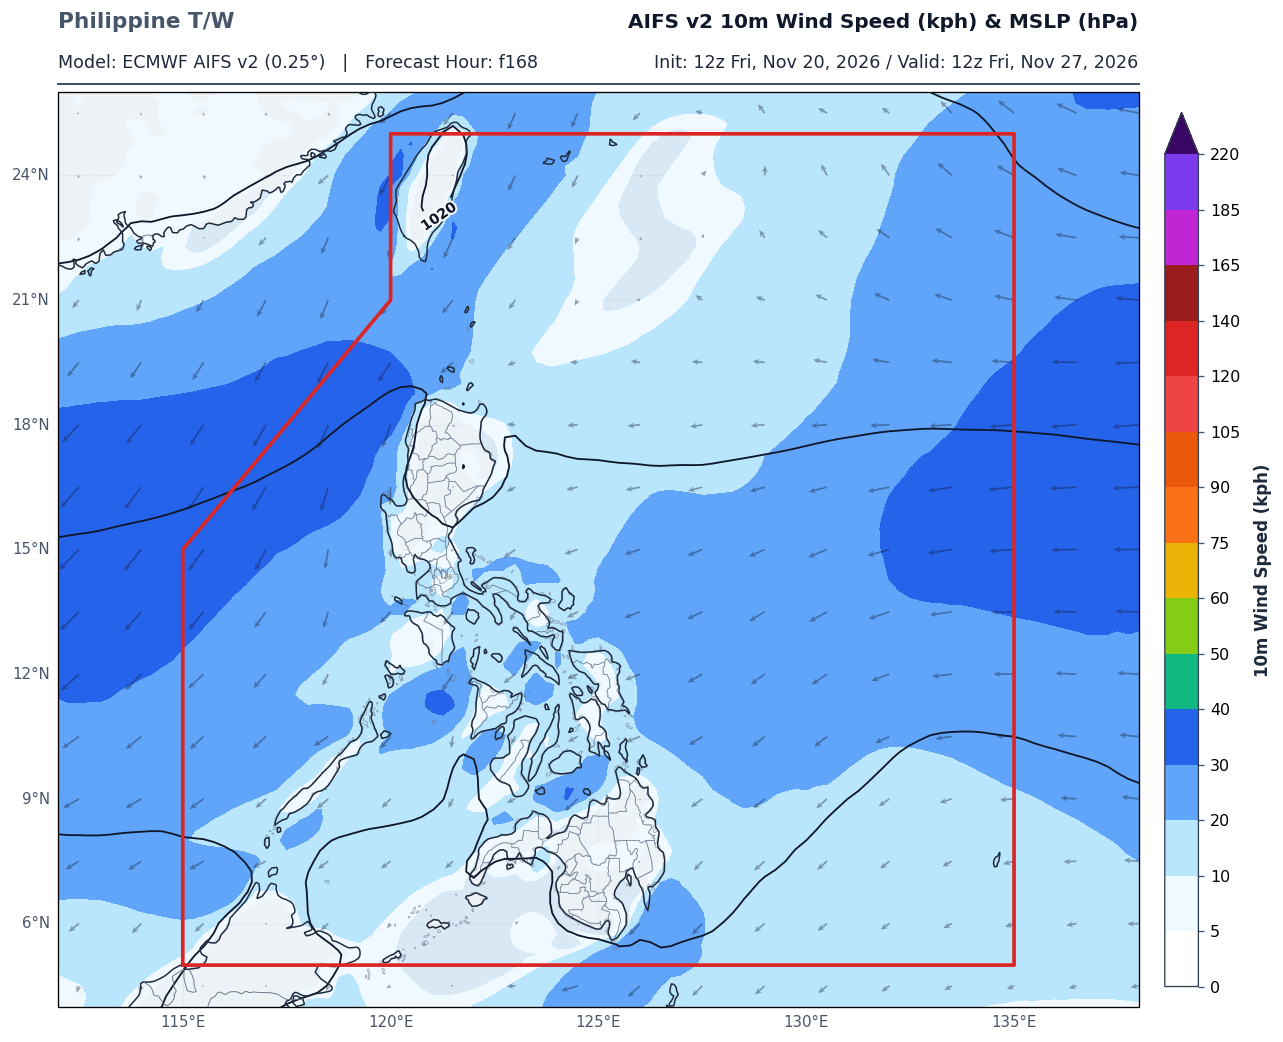 Philippine T/W
AIFS v2 10m Wind Speed (kph) & MSLP (hPa)
Model: ECMWF AIFS v2 (0.25°) | Forecast Hour: f168
Init: 12z Fri, Nov 20, 2026 / Valid: 12z Fri, Nov 27, 2026
24°N
21°N
18°N
15°N
12°N
9°N
6°N
115°E
120°E
125°E
130°E
135°E
1020
220
185
165
140
120
105
90
75
60
50
40
30
20
10
5
0
10m Wind Speed (kph)